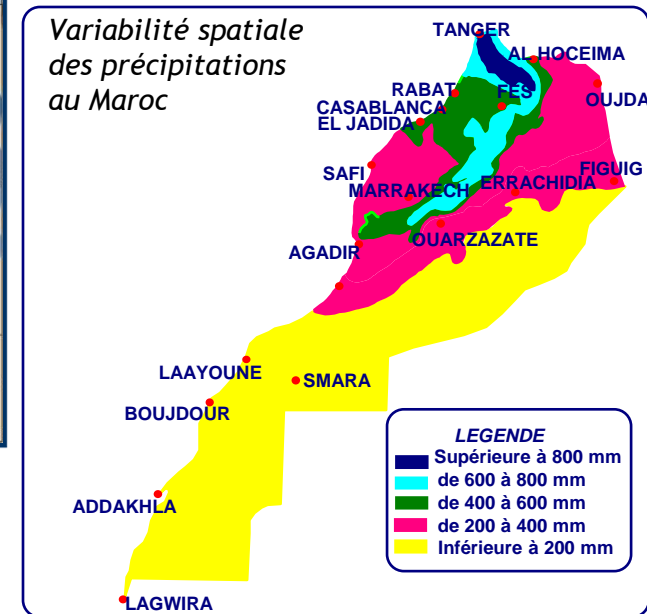 Variabilité spatiale
des précipitations
au Maroc
TANGER
AL HOCEIMA
RABAT
FES
OUJDA
CASABLANCA
EL JADIDA
SAFI
FIGUIG
MARRAKECH
ERRACHIDIA
OUARZAZATE
AGADIR
LAAYOUNE
SMARA
BOUJDOUR
ADDAKHLA
LAGWIRA
LEGENDE
Supérieure à 800 mm
de 600 à 800 mm
de 400 à 600 mm
de 200 à 400 mm
Inférieure à 200 mm